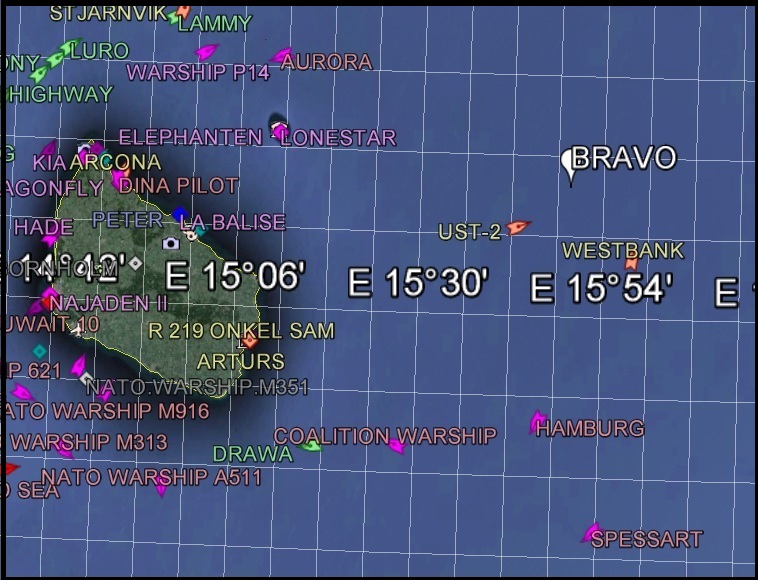 STJARNVIK
LAMMY
LURO
ONY
WARSHIP P14
AURORA
HIGHWAY
ELEPHANTEN
LONESTAR
G
KIA ARCONA
BRAVO
AGONFLY
DINA PILOT
PETER
LA BALISE
HADE
UST-2
WESTBANK
ORNHOLM
14°42'
E 15°06'
E 15°30'
E 15°54'
E
NAJADEN II
UWAIT 10
R 219 ONKEL SAM
ARTURS
P 621
NATO WARSHIP M351
ATO WARSHIP M916
COALITION WARSHIP
HAMBURG
WARSHIP M313
DRAWA
NATO WARSHIP A511
O SEA
SPESSART